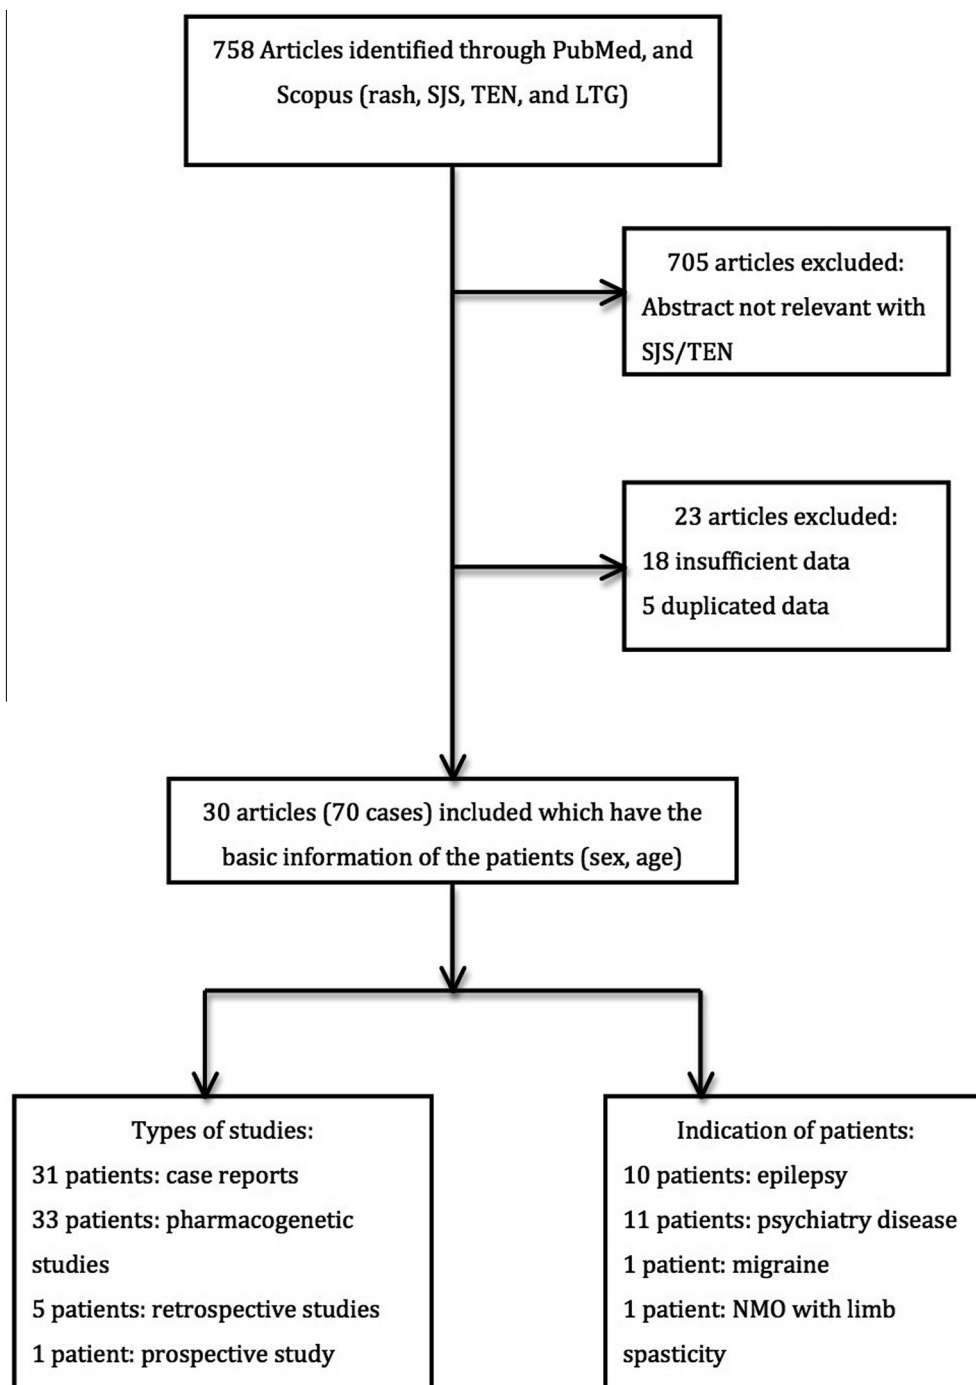 758 Articles identified through PubMed, and
Scopus (rash, SJS, TEN, and LTG)
705 articles excluded:
Abstract not relevant with
SJS/TEN
23 articles excluded:
18 insufficient data
5 duplicated data
30 articles (70 cases) included which have the
basic information of the patients (sex, age)
Types of studies:
31 patients: case reports
33 patients: pharmacogenetic
studies
5 patients: retrospective studies
1 patient: prospective study
Indication of patients:
10 patients: epilepsy
11 patients: psychiatry disease
1 patient: migraine
1 patient: NMO with limb
spasticity